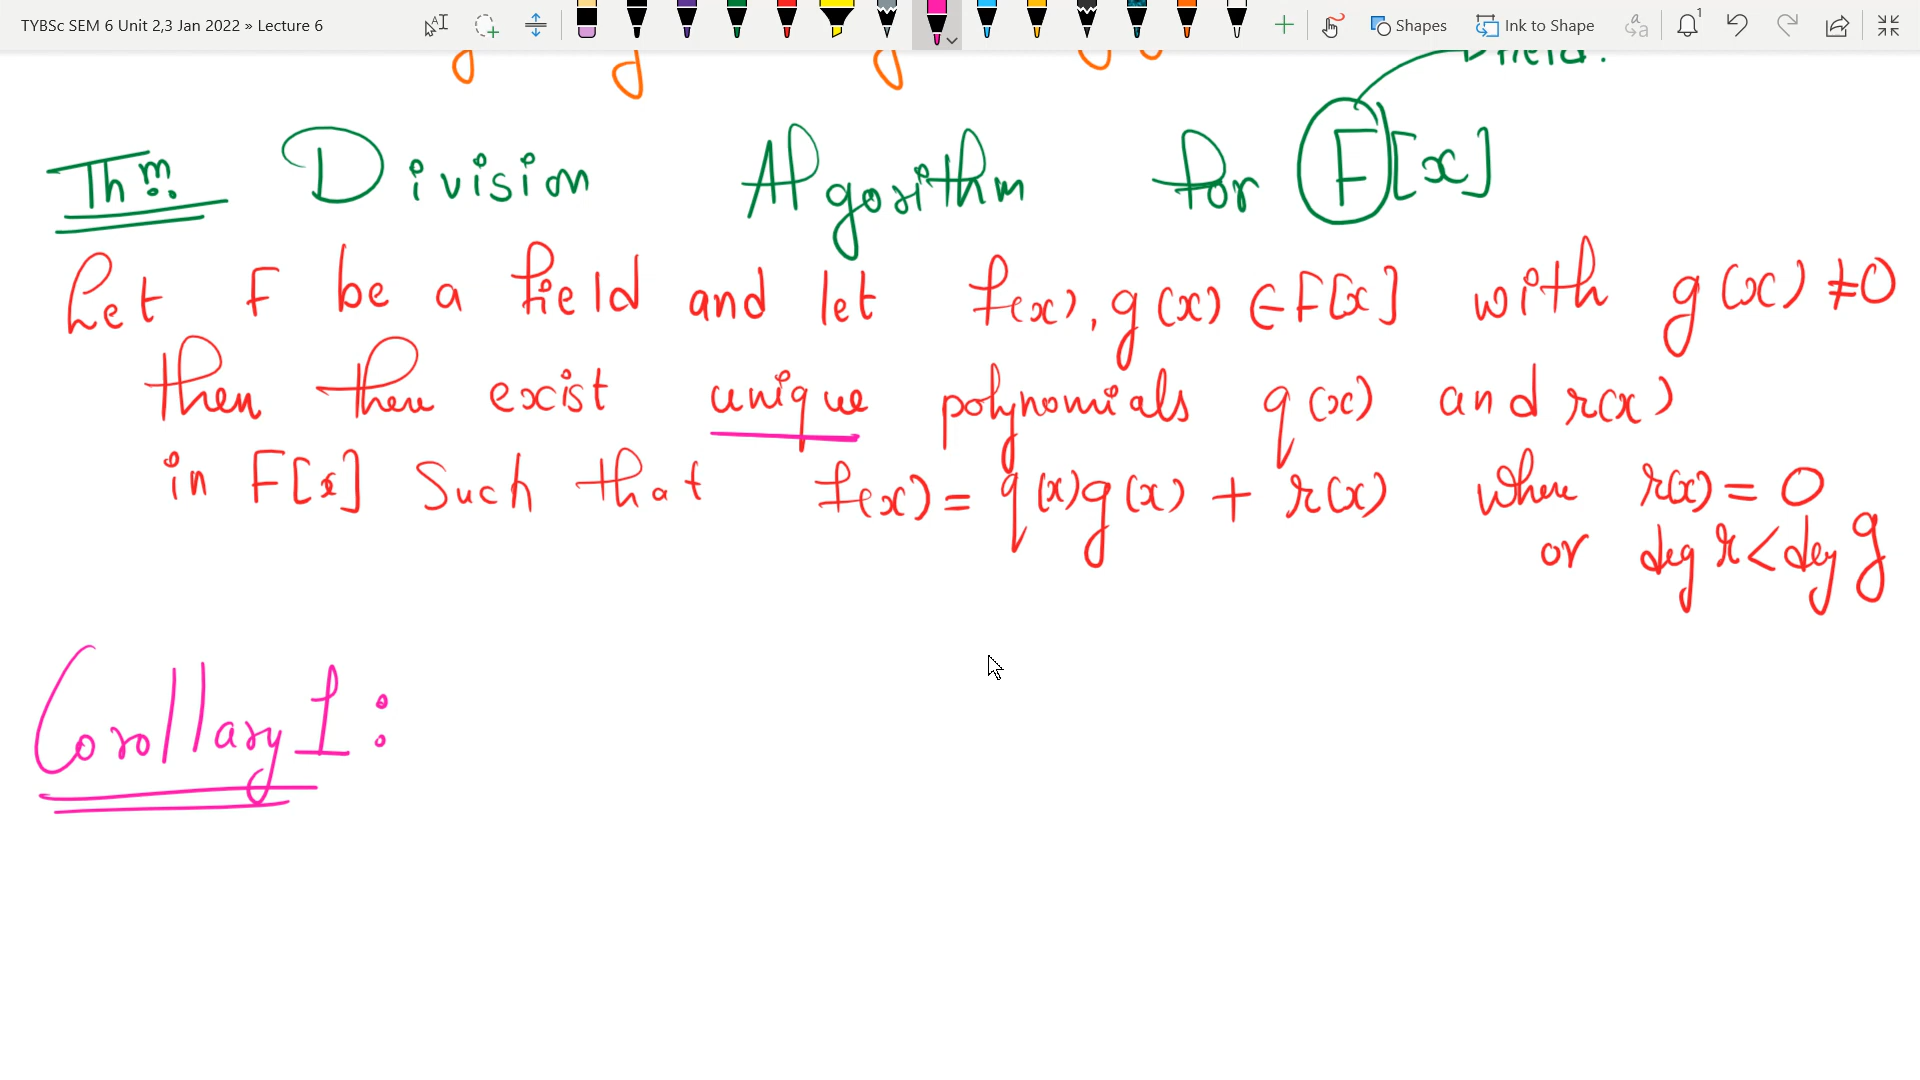 TYBSc SEM 6 Unit 2,3 Jan 2022 » Lecture 6
Shapes
Ink to Shape
1
field.
Thm. Division Algorithm for F[x]
Let F be a field and let f(x), g(x) ∈ F[x] with g(x) ≠ 0
then there exist unique polynomials q(x) and r(x)
in F[x] Such that f(x) = q(x)g(x) + r(x) where r(x) = 0
or deg r < deg g
Corollary 1: